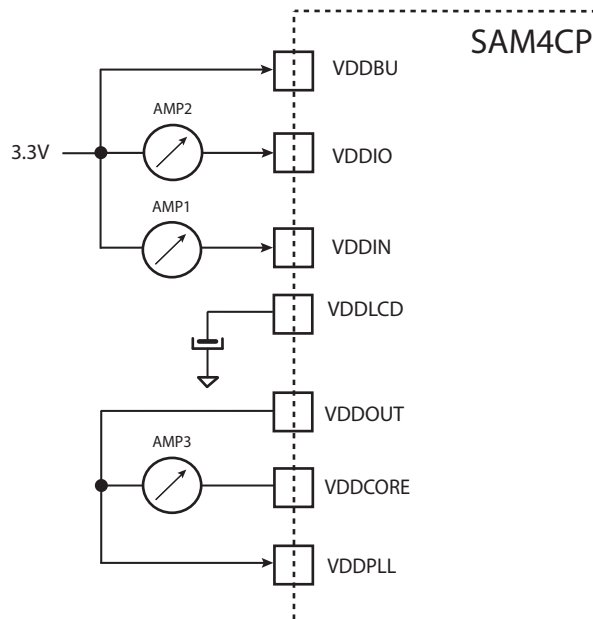 SAM4CP
VDDBU
AMP2
3.3V
VDDIO
AMP1
VDDIN
VDDLCD
VDDOUT
AMP3
VDDCORE
VDDPLL